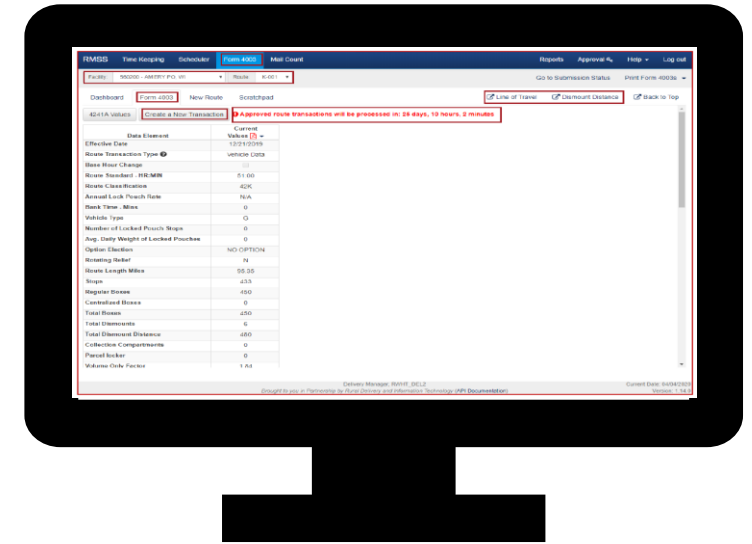 RMSS Time Keeping Scheduler Form 4003 Mail Count Reports Approval Help Log out
Facility Route K-001
Go to Submission Status Print Form 4003s
Dashboard Form 4003 New Route Scratchpad Line of Travel Dismount Distance Back to Top
4241A Values Create a New Transaction Approved route transactions will be processed in: 26 days, 10 hours, 2 minutes
Data Element Current Values
Effective Date 12/21/2019
Route Transaction Type Vehicle Data
Base Hour Change
Route Standard - HR:MIN 51:00
Route Classification 42K
Annual Lock Pouch Rate N/A
Bank Time - Mins 0
Vehicle Type G
Number of Locked Pouch Stops 0
Avg. Daily Weight of Locked Pouches 0
Option Election NO OPTION
Rotating Relief N
Route Length Miles
Stops 433
Regular Boxes 450
Centralized Boxes 0
Total Boxes 450
Total Dismounts 6
Total Dismount Distance 480
Collection Compartments 0
Parcel locker 0
Volume Only Factor
Delivery Manager,
Brought to you in Partnership by Rural Delivery and Information Technology (API Documentation)
Current Date:
Version: